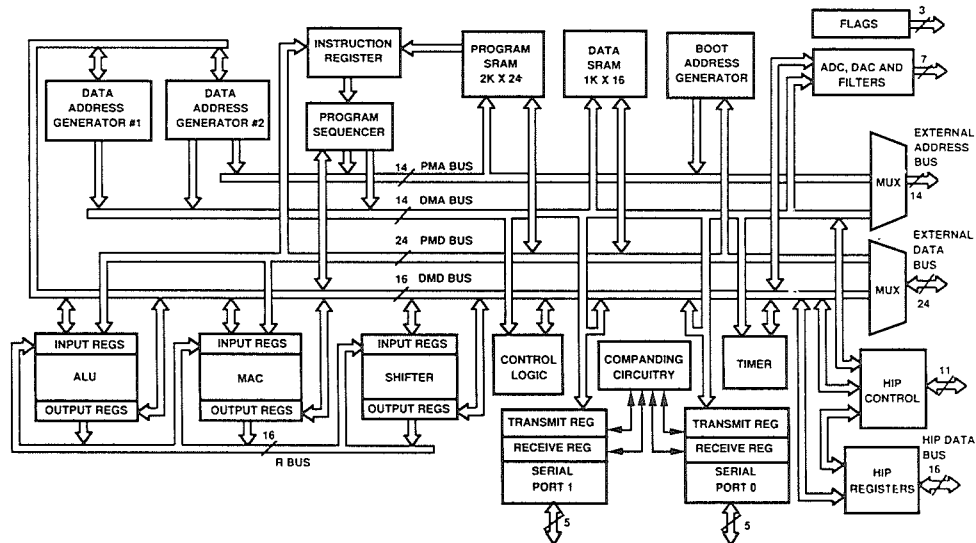 3
FLAGS
INSTRUCTION
REGISTER
PROGRAM
SRAM
2K X 24
DATA
SRAM
1K X 16
BOOT
ADDRESS
GENERATOR
ADC, DAC AND
FILTERS
7
DATA
ADDRESS
GENERATOR #1
DATA
ADDRESS
GENERATOR #2
PROGRAM
SEQUENCER
EXTERNAL
ADDRESS
BUS
14
PMA BUS
MUX
14
14
DMA BUS
24
PMD BUS
EXTERNAL
DATA
BUS
16
DMD BUS
MUX
24
INPUT REGS
ALU
OUTPUT REGS
INPUT REGS
MAC
OUTPUT REGS
INPUT REGS
SHIFTER
OUTPUT REGS
CONTROL
LOGIC
COMPANDING
CIRCUITRY
TIMER
HIP
CONTROL
11
16
R BUS
TRANSMIT REG
RECEIVE REG
SERIAL
PORT 1
5
TRANSMIT REG
RECEIVE REG
SERIAL
PORT 0
5
HIP
REGISTERS
HIP DATA
BUS
16